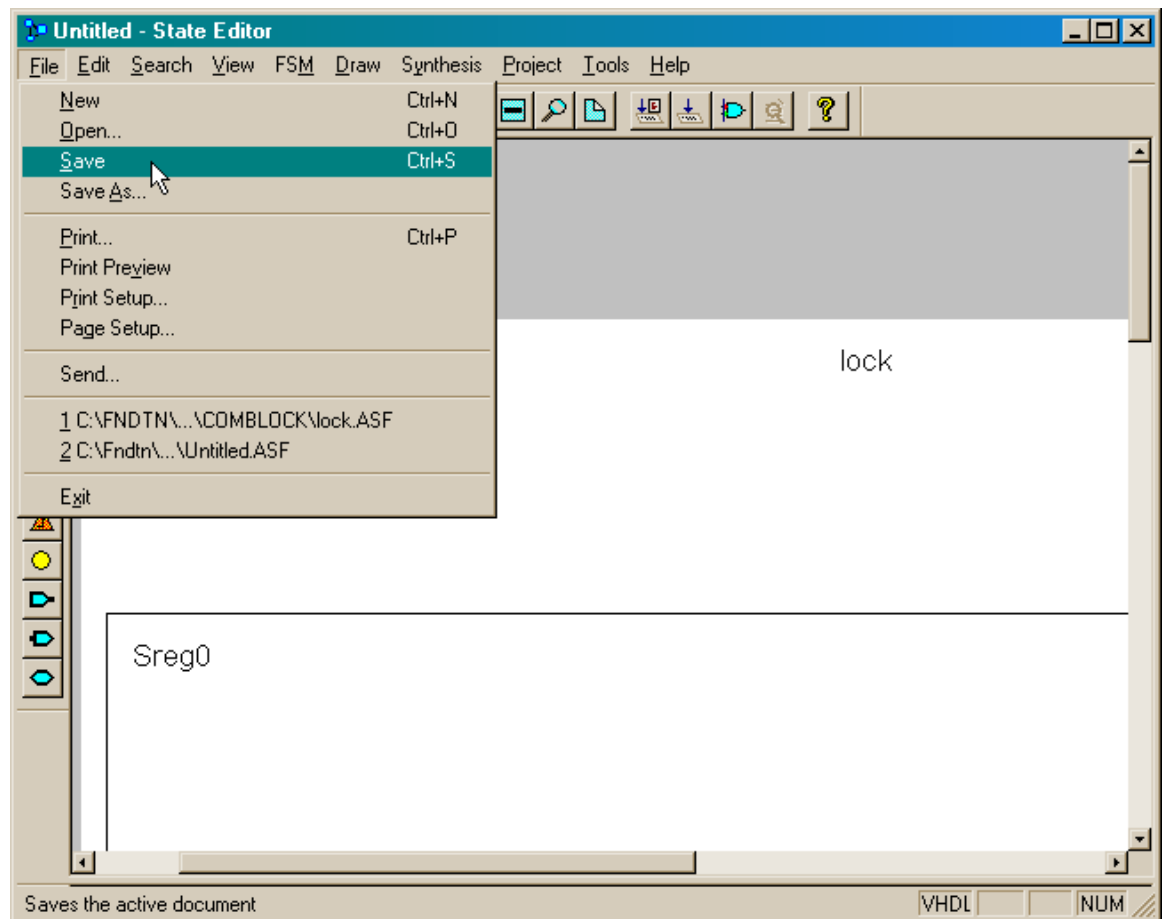 Untitled - State Editor
File Edit Search View FSM Draw Synthesis Project Tools Help
New Ctrl+N
Open... Ctrl+O
Save Ctrl+S
Save As...
Print... Ctrl+P
Print Preview
Print Setup...
Page Setup...
Send...
1 C:\FNDTN\...\COMBLOCK\lock.ASF
2 C:\Fndtn\...\Untitled.ASF
Exit
lock
Sreg0
Saves the active document VHDL NUM